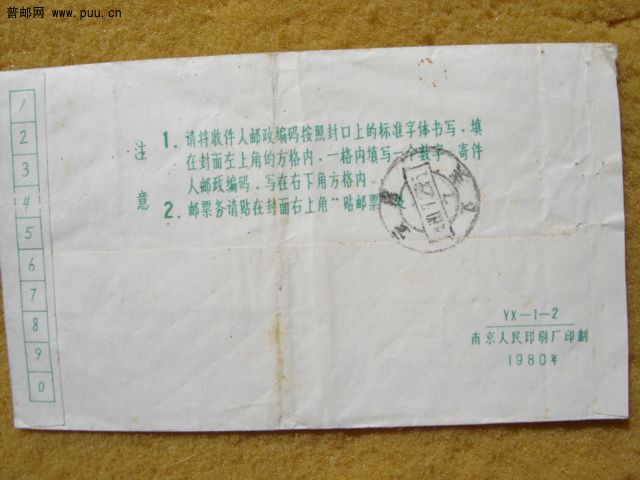 普邮网 www.puu.cn
1
2
3
4
5
6
7
8
9
0
注意
1. 请将收件人邮政编码按照封口上的标准字体书写，填
在封面左上角的方格内，一格内填写一个数字，寄件
人邮政编码，写在右下角方格内。
2. 邮票务请贴在封面右上角“贴邮票
YX—1—2
南京人民印刷厂印制
1980年